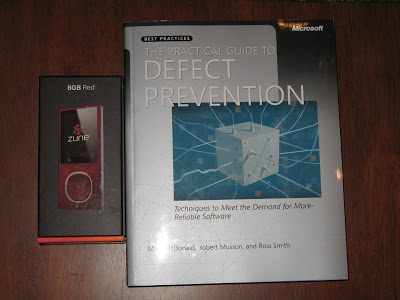 8GB Red
zune
BEST PRACTICES
Microsoft
THE PRACTICAL GUIDE TO
DEFECT
PREVENTION
Techniques to Meet the Demand for More-
Reliable Software
McDonald, Robert Musson, and Ross Smith